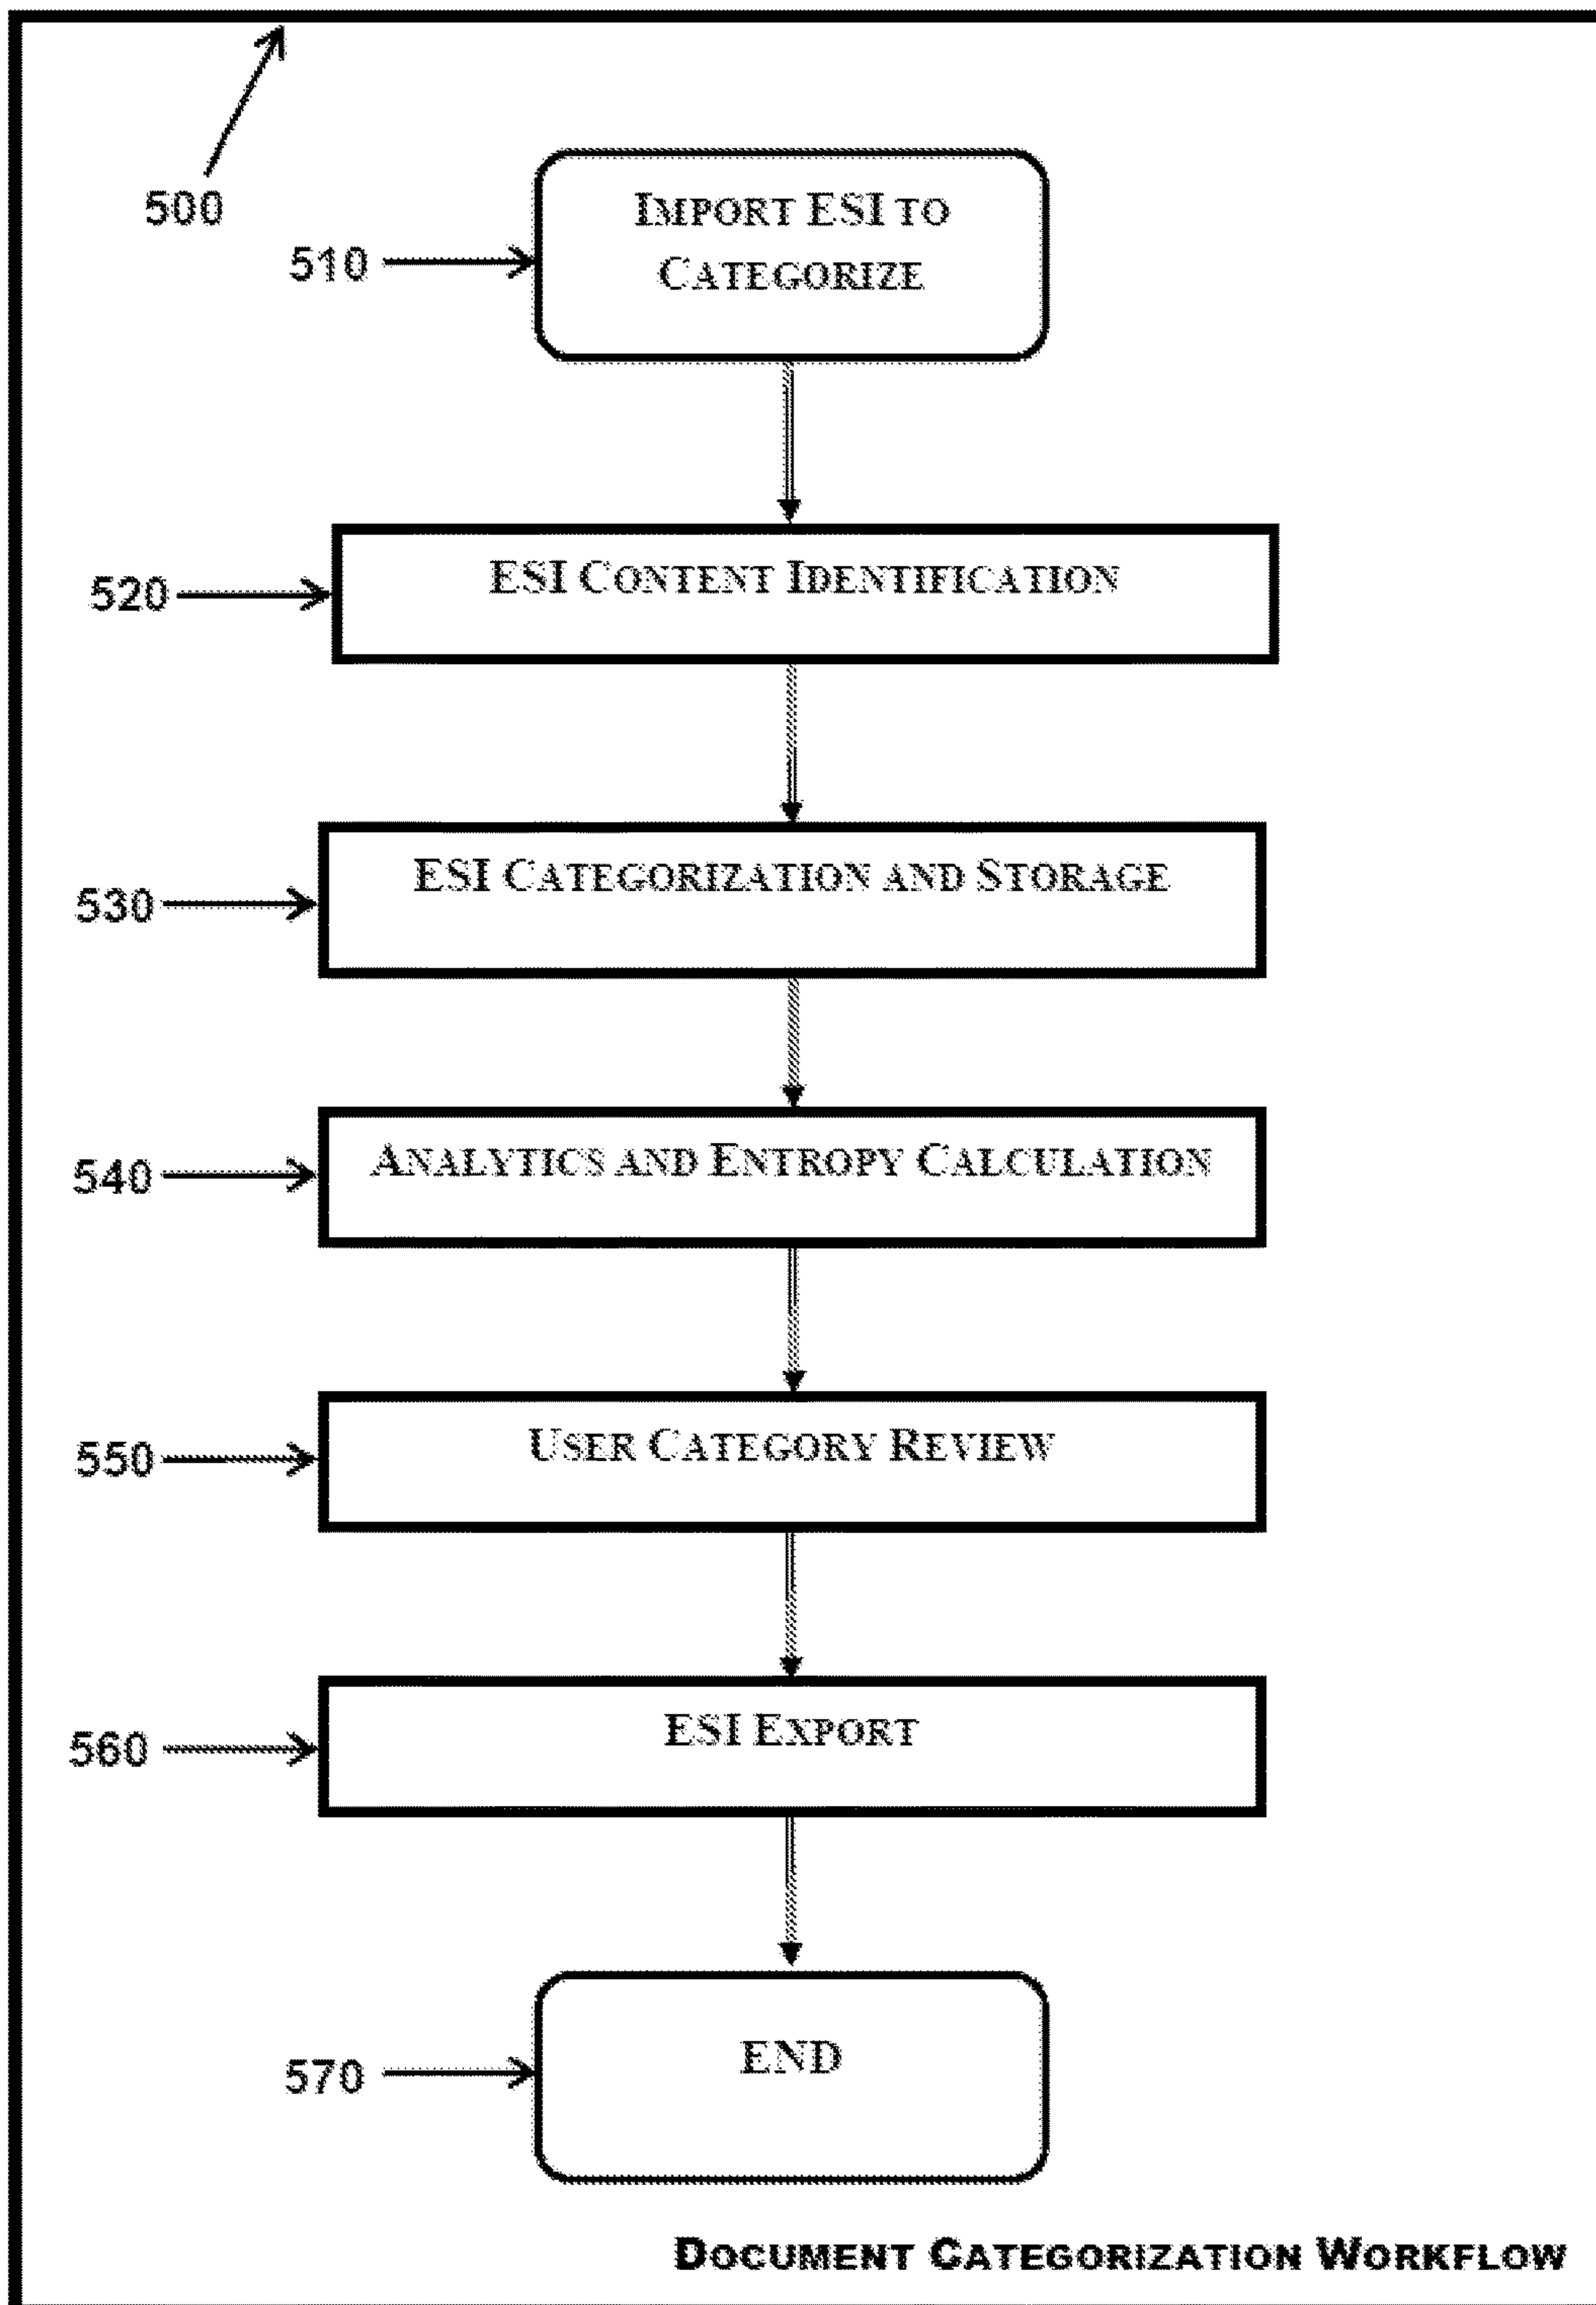 500
510
IMPORT ESI TO
CATEGORIZE
520
ESI CONTENT IDENTIFICATION
530
ESI CATEGORIZATION AND STORAGE
540
ANALYTICS AND ENTROPY CALCULATION
550
USER CATEGORY REVIEW
560
ESI EXPORT
570
END
DOCUMENT CATEGORIZATION WORKFLOW